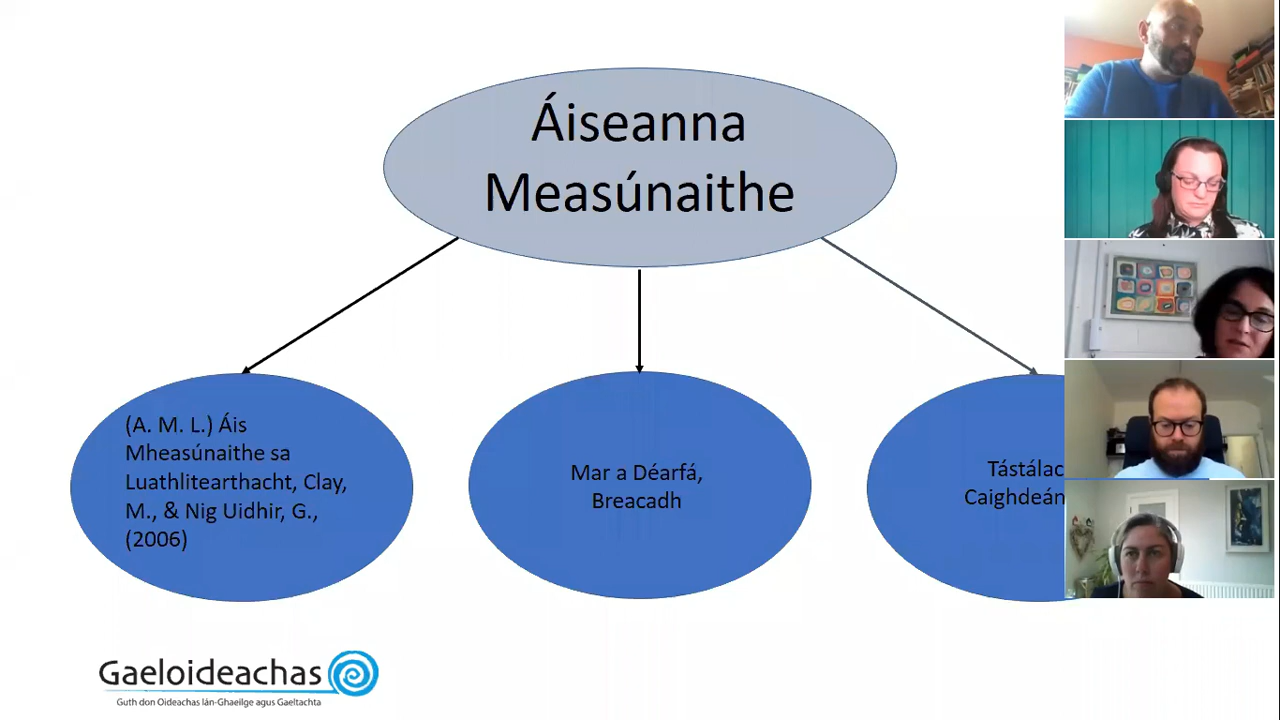 Áiseanna
Measúnaithe
(A. M. L.) Áis
Mheasúnaithe sa
Luathlitearthacht, Clay,
M., & Nig Uidhir, G.,
(2006)
Mar a Déarfá,
Breacadh
Gaeloideachas
Guth don Oideachas lán-Ghaeilge agus Gaeltachta